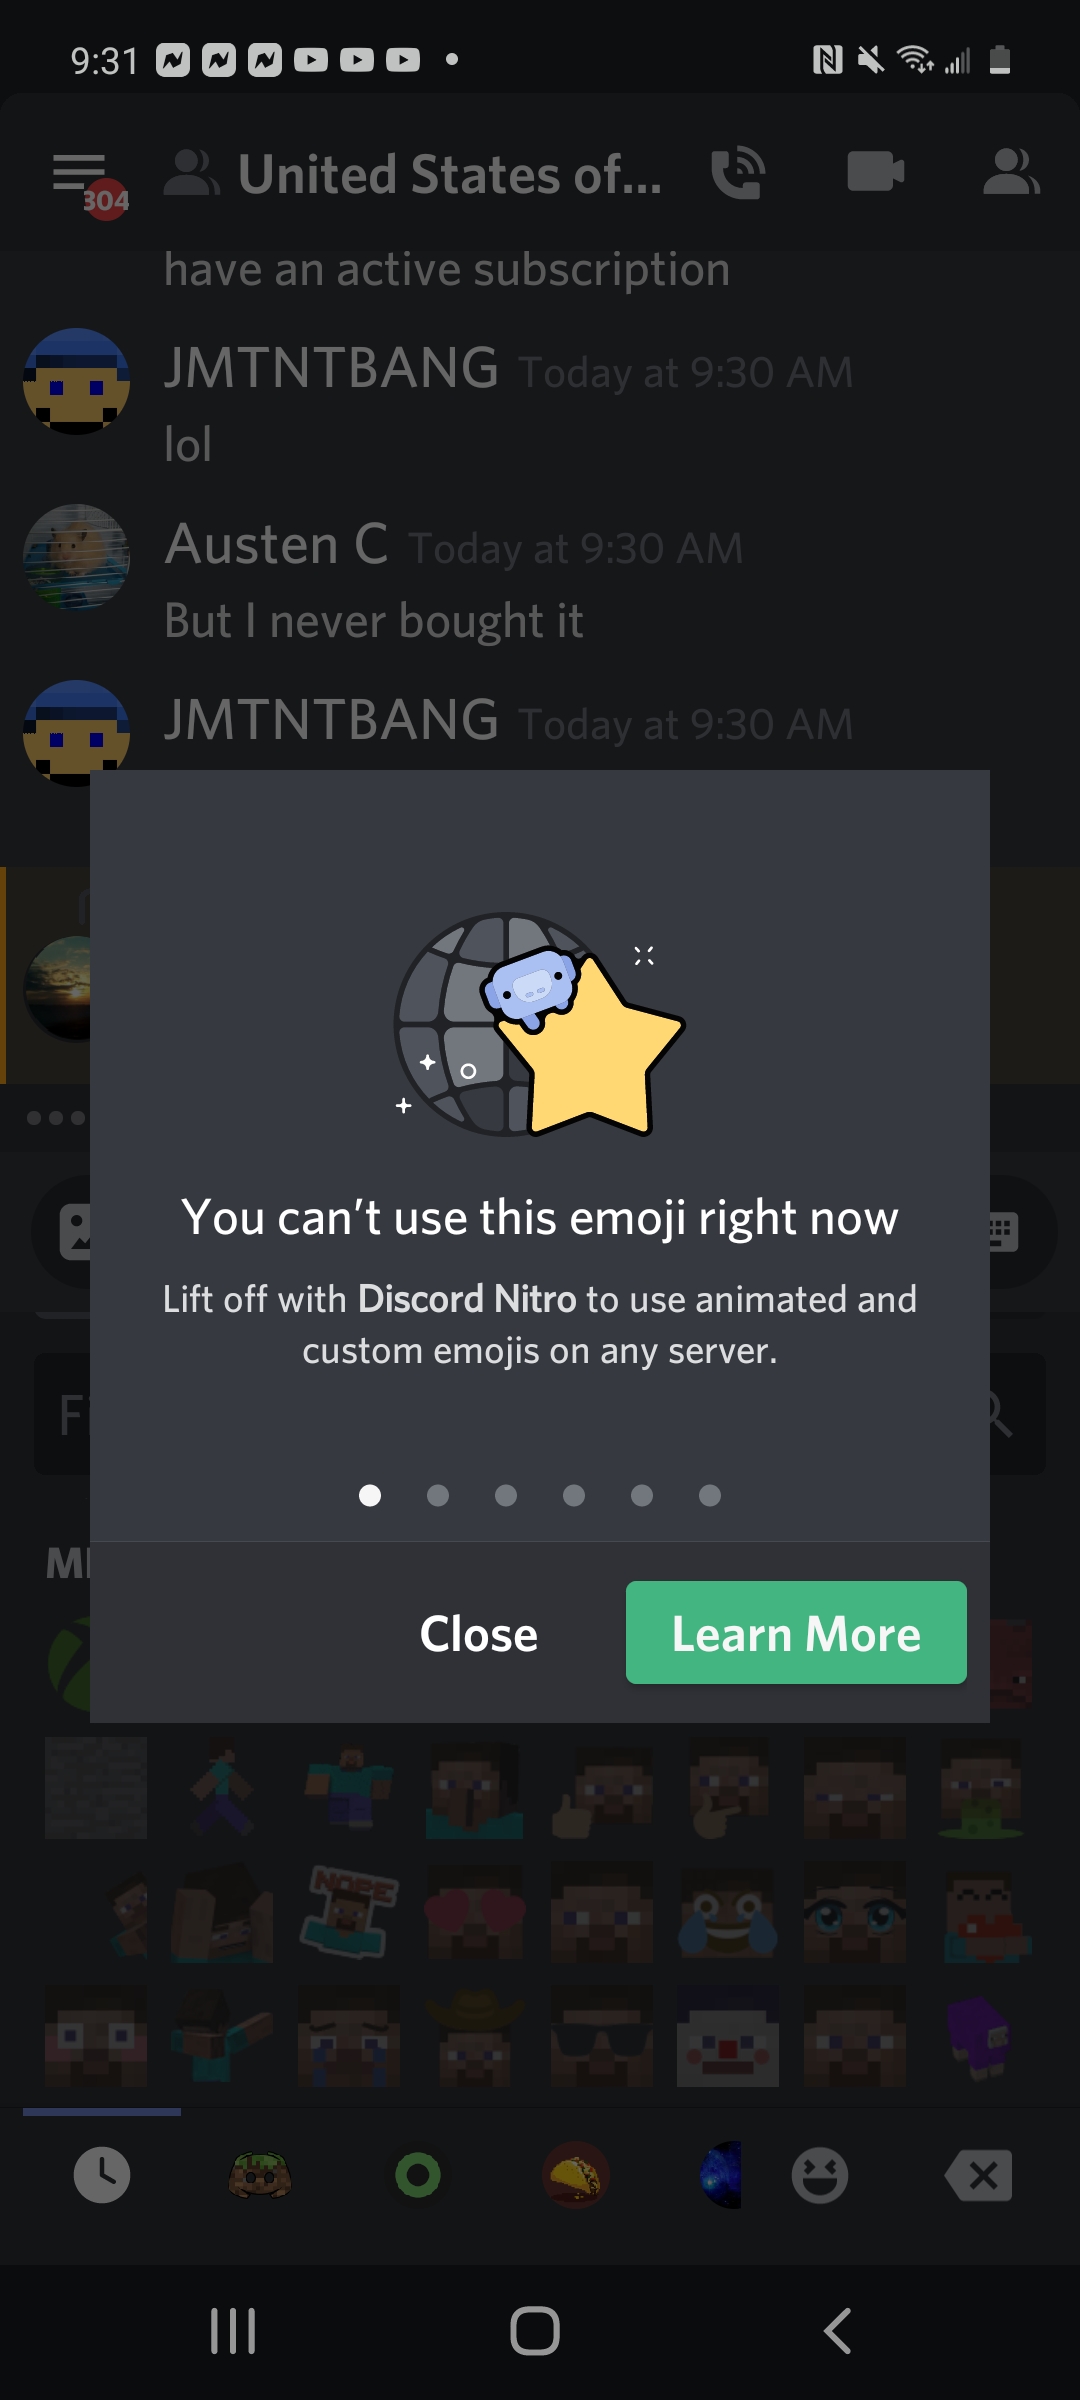 9:31
304
United States of...
have an active subscription
JMTNTBANG Today at 9:30 AM
lol
Austen C Today at 9:30 AM
But I never bought it
JMTNTBANG Today at 9:30 AM
You can't use this emoji right now
Lift off with Discord Nitro to use animated and
custom emojis on any server.
Close
Learn More
NOPE